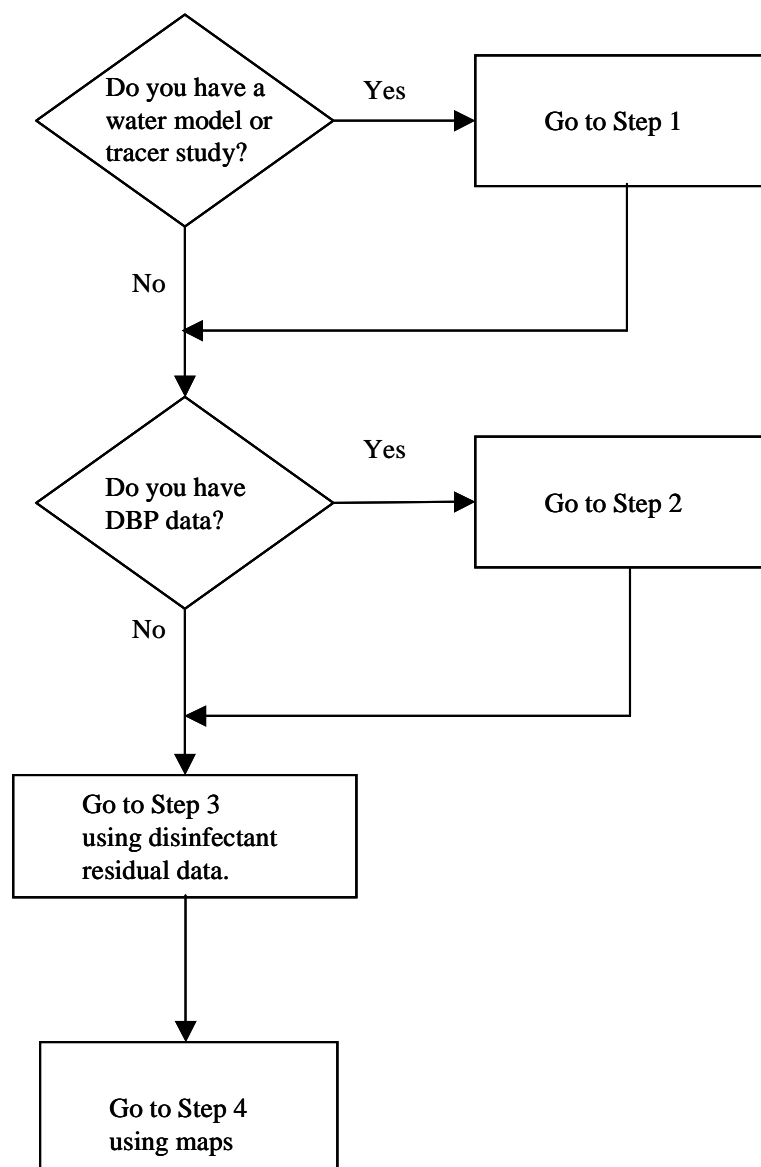 Do you have a
water model or
tracer study?
Yes
Go to Step 1
No
Do you have
DBP data?
Yes
Go to Step 2
No
Go to Step 3
using disinfectant
residual data.
Go to Step 4
using maps